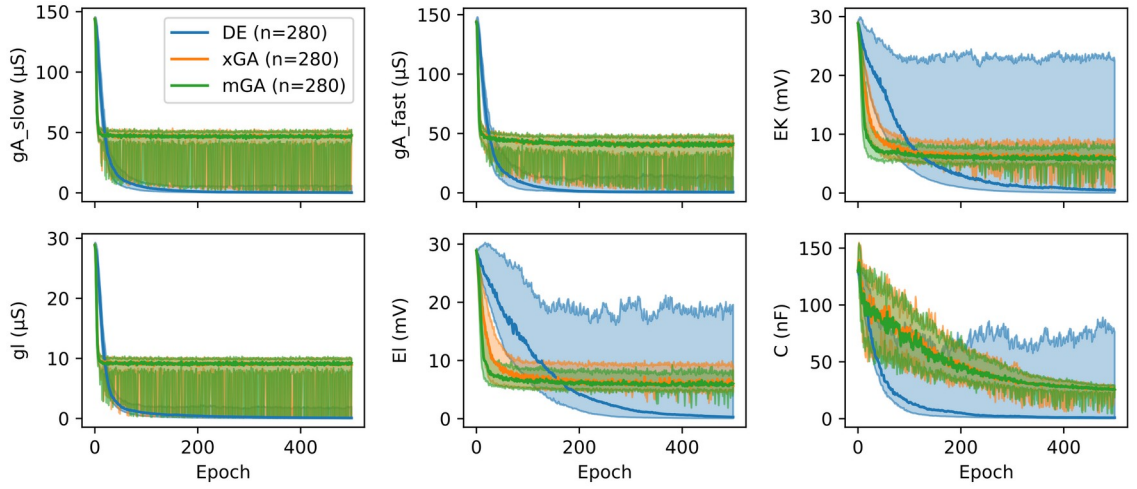 150
100
50
0
gA_slow (µS)
DE (n=280)
xGA (n=280)
mGA (n=280)
150
100
50
0
gA_fast (µS)
30
20
10
0
EK (mV)
30
20
10
0
gl (µS)
0 200 400
Epoch
30
20
10
0
El (mV)
0 200 400
Epoch
150
100
50
0
C (nF)
0 200 400
Epoch